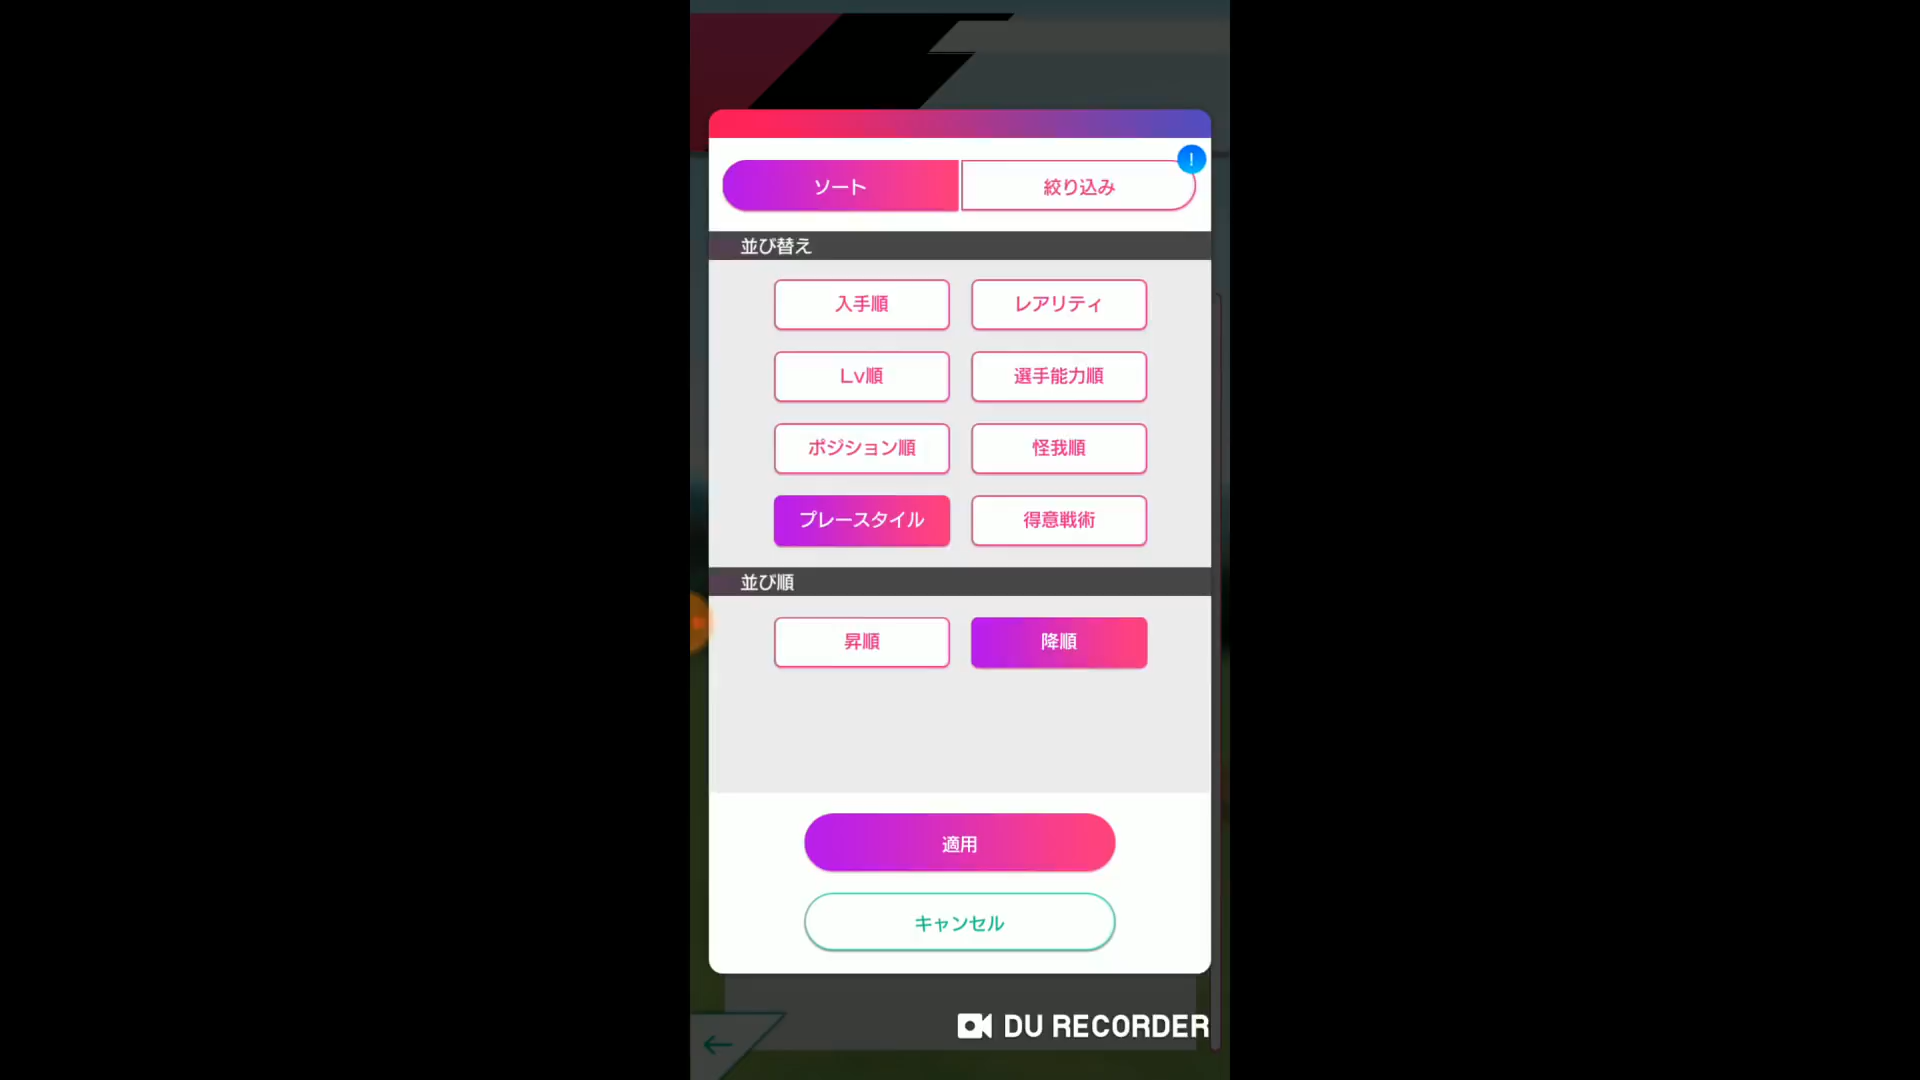 !
ソート 絞り込み
並び替え
入手順 レアリティ
Lv順 選手能力順
ポジション順 怪我順
プレースタイル 得意戦術
並び順
昇順 降順
適用
キャンセル
DU RECORDER